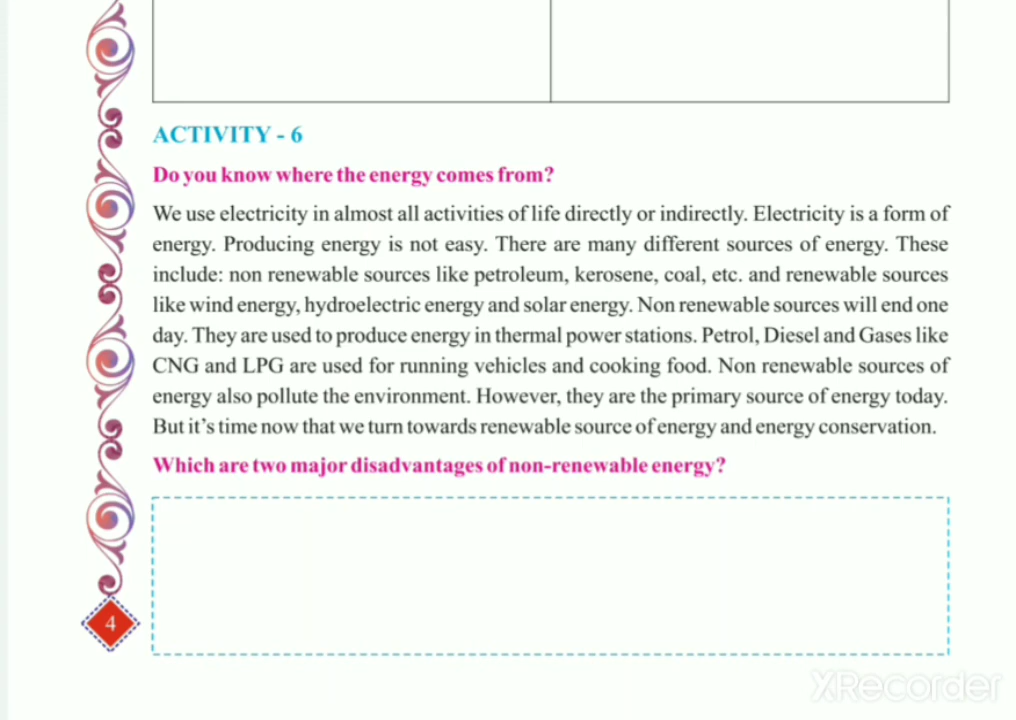 ACTIVITY - 6
Do you know where the energy comes from?
We use electricity in almost all activities of life directly or indirectly. Electricity is a form of
energy. Producing energy is not easy. There are many different sources of energy. These
include: non renewable sources like petroleum, kerosene, coal, etc. and renewable sources
like wind energy, hydroelectric energy and solar energy. Non renewable sources will end one
day. They are used to produce energy in thermal power stations. Petrol, Diesel and Gases like
CNG and LPG are used for running vehicles and cooking food. Non renewable sources of
energy also pollute the environment. However, they are the primary source of energy today.
But it's time now that we turn towards renewable source of energy and energy conservation.
Which are two major disadvantages of non-renewable energy?
4
XRecorder